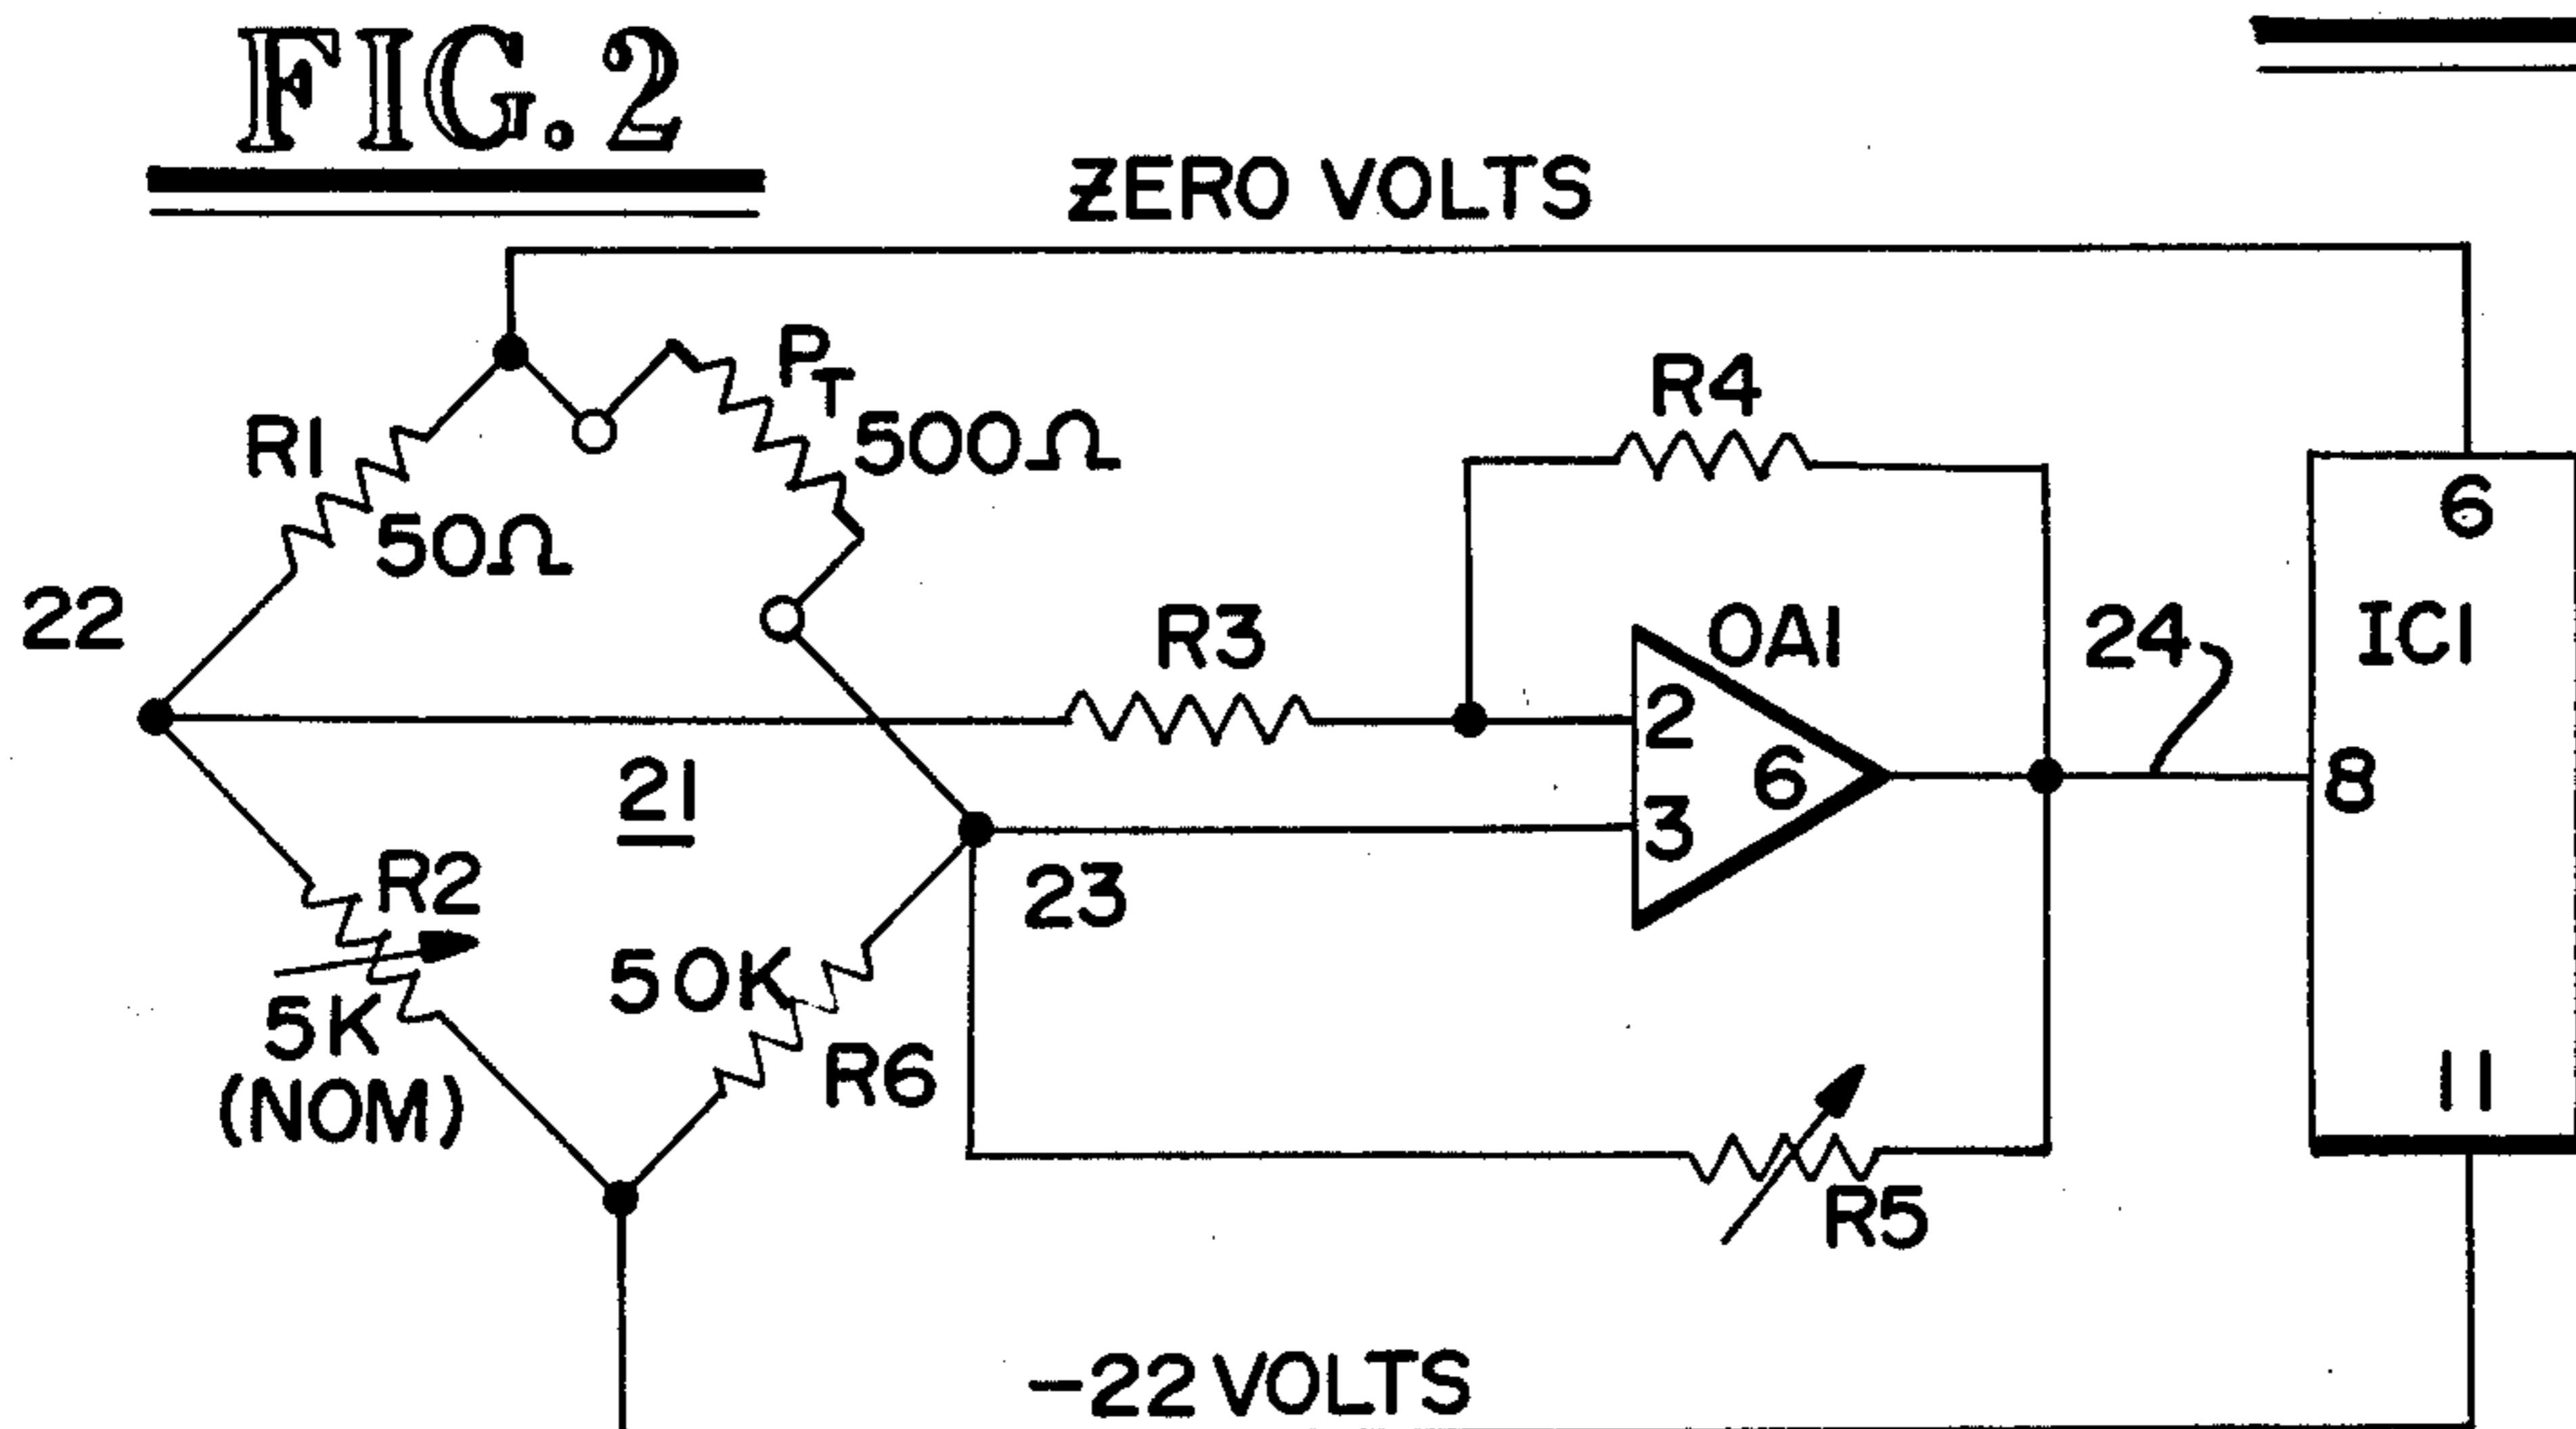 FIG. 2
ZERO VOLTS
R1
50Ω
PT
500Ω
R4
6
IC1
22
R3
OA1
24
2
3
6
8
21
R2
5K
(NOM)
50K
R6
23
R5
11
-22 VOLTS